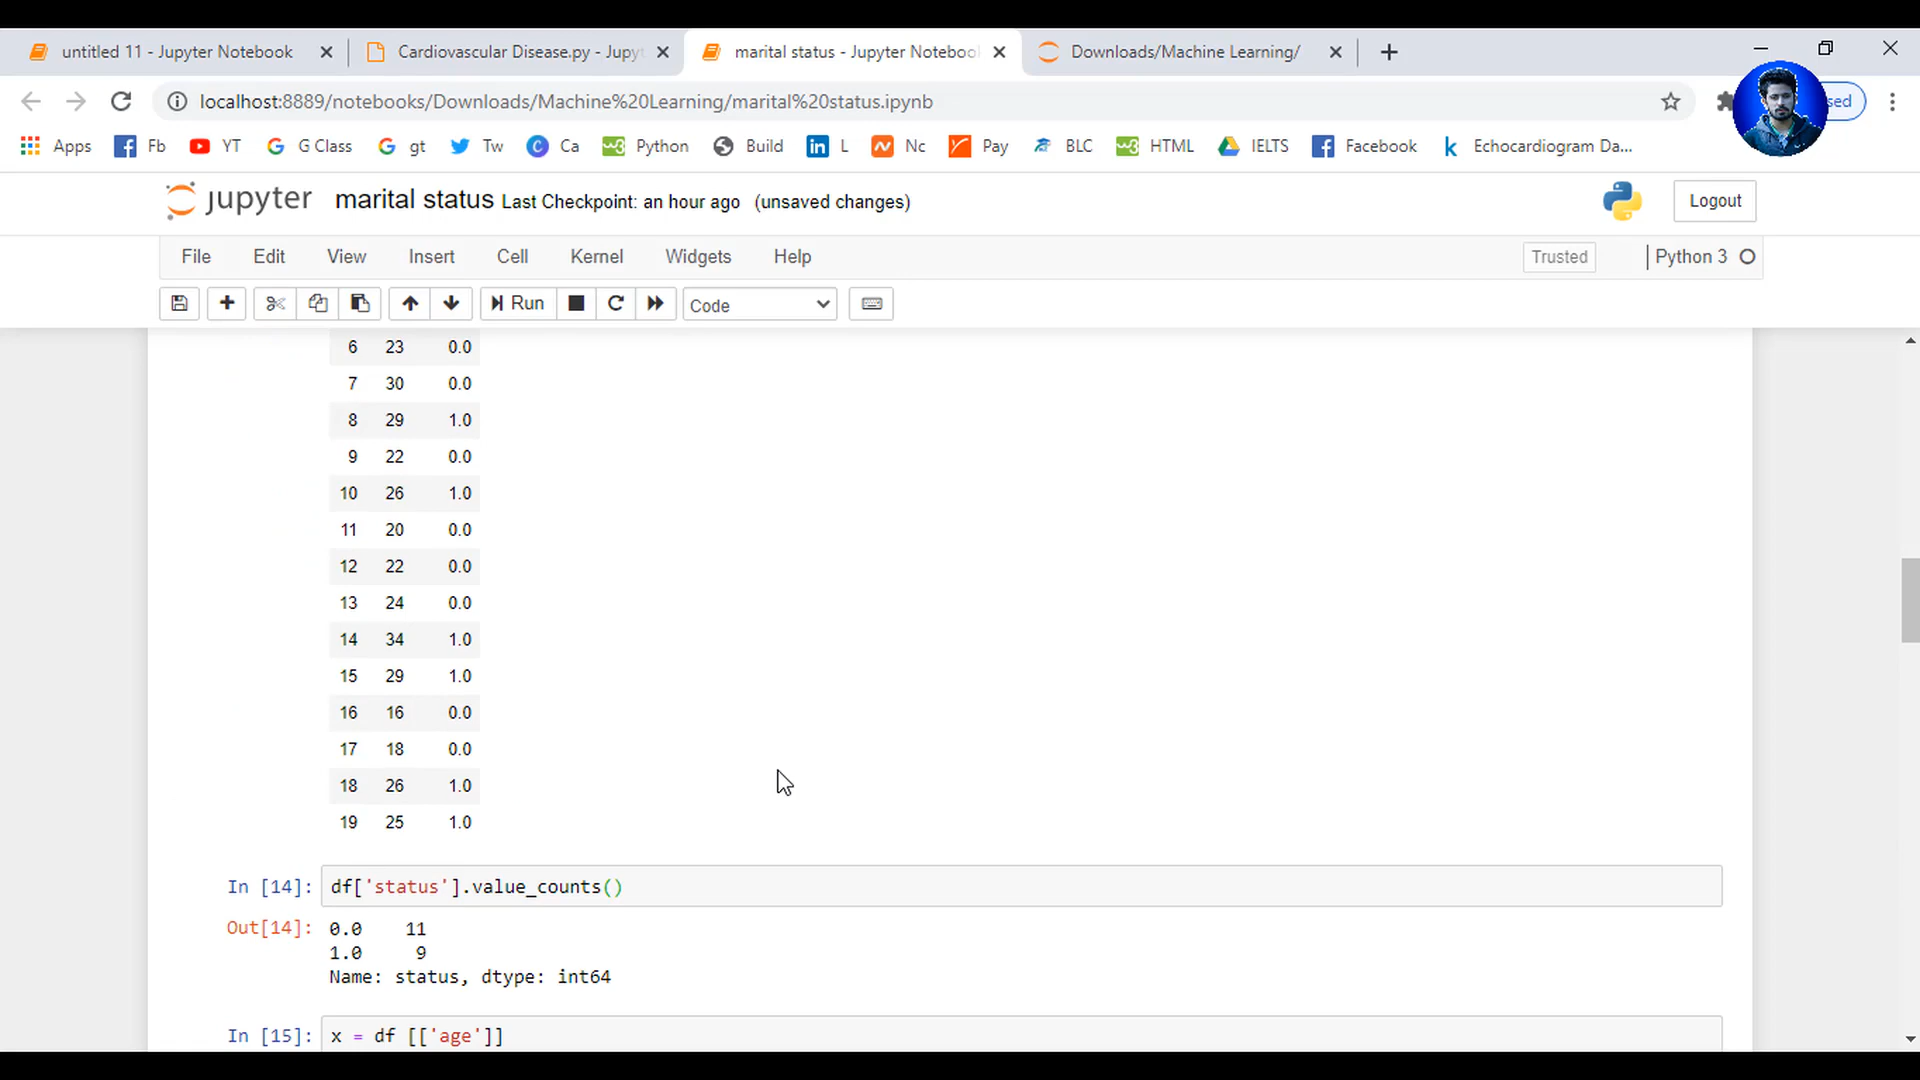 untitled 11 - Jupyter Notebook
Cardiovascular Disease.py - Jupyt
marital status - Jupyter Notebook
Downloads/Machine Learning/
localhost:8889/notebooks/Downloads/Machine%20Learning/marital%20status.ipynb
sed
Apps Fb YT G Class gt Tw Ca Python Build L Nc Pay BLC HTML IELTS Facebook Echocardiogram Da...
jupyter marital status Last Checkpoint: an hour ago (unsaved changes)
Logout
File Edit View Insert Cell Kernel Widgets Help Trusted Python 3
Run Code
6 23 0.0
7 30 0.0
8 29 1.0
9 22 0.0
10 26 1.0
11 20 0.0
12 22 0.0
13 24 0.0
14 34 1.0
15 29 1.0
16 16 0.0
17 18 0.0
18 26 1.0
19 25 1.0
In [14]: df['status'].value_counts()
Out[14]: 0.0 11
1.0 9
Name: status, dtype: int64
In [15]: x = df [['age']]